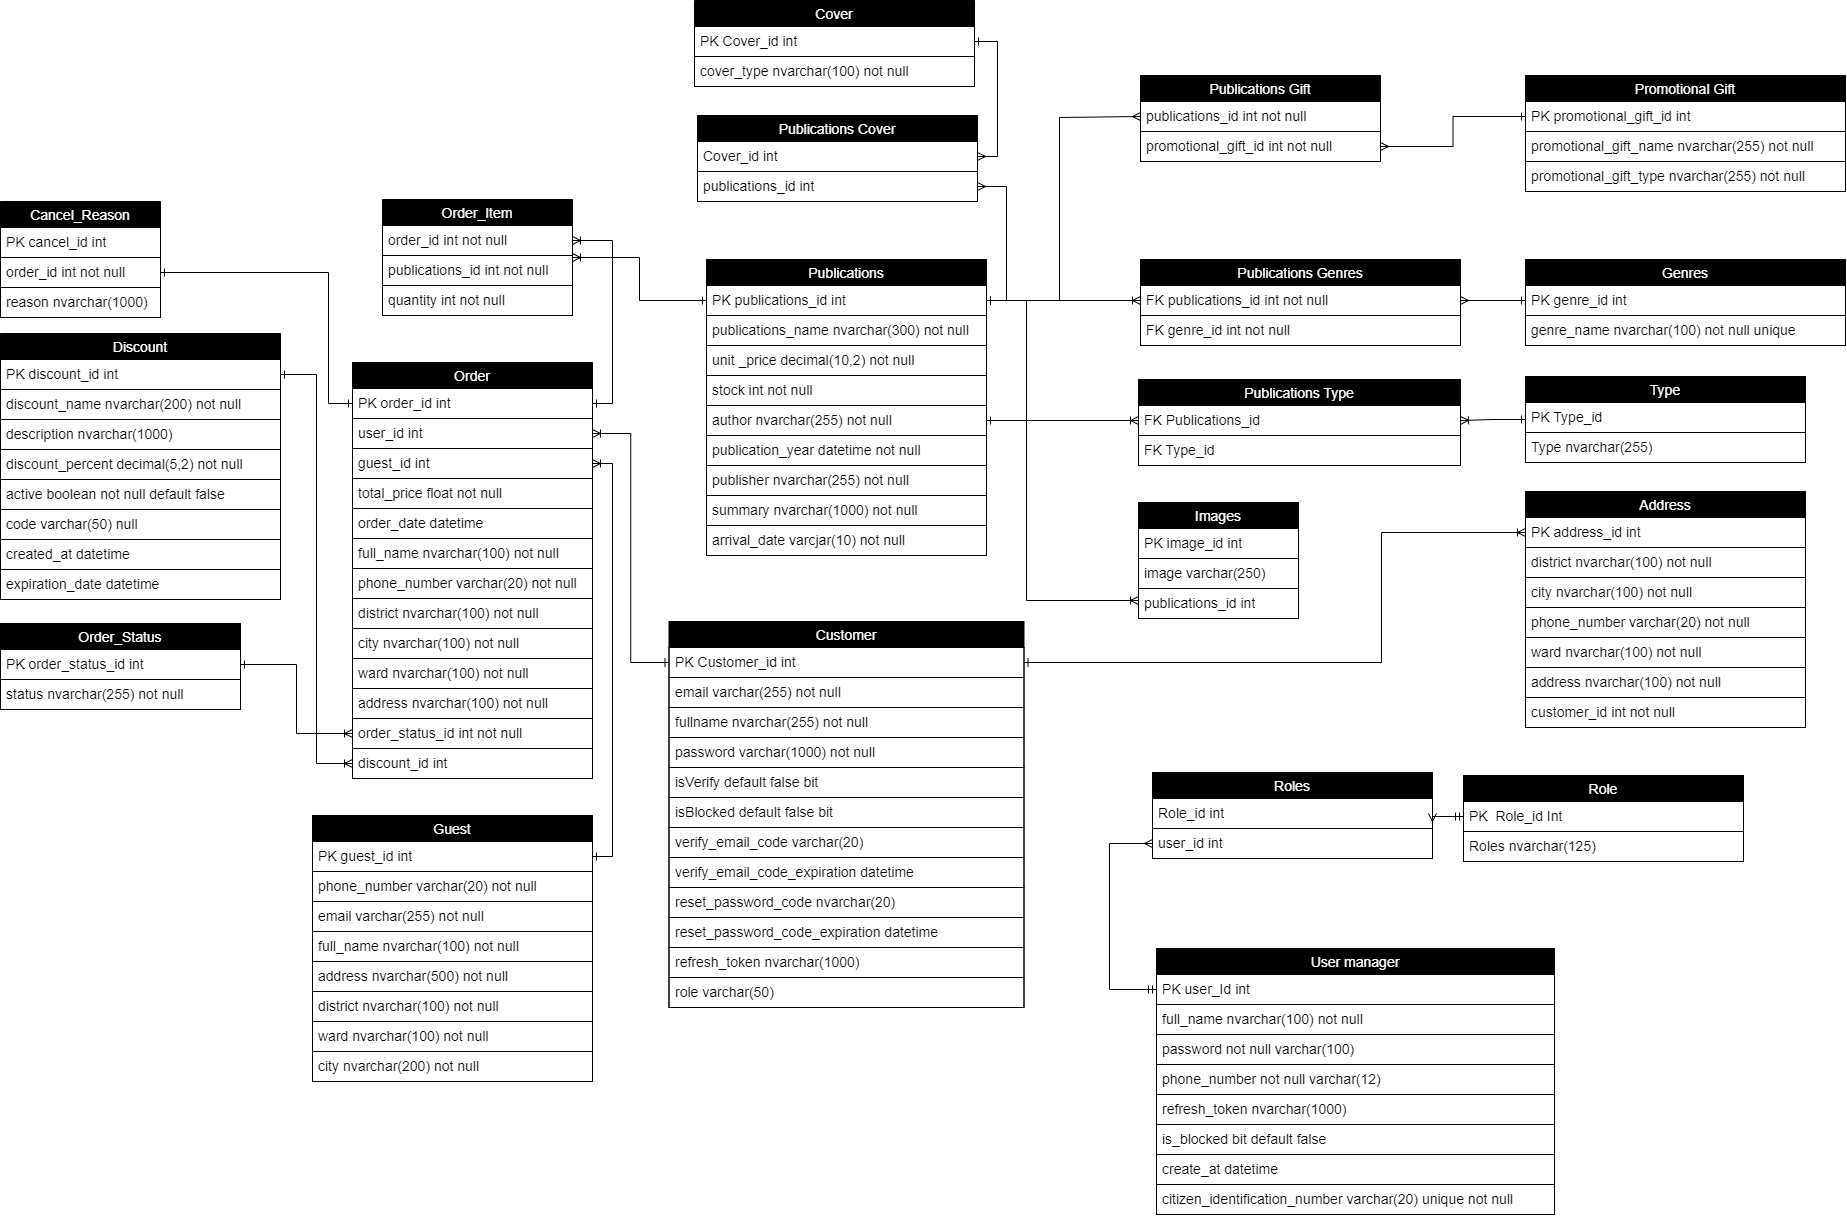 Cover
PK Cover_id int
cover_type nvarchar(100) not null
Publications Cover
Cover_id int
publications_id int
Publications Gift
publications_id int not null
promotional_gift_id int not null
Promotional Gift
PK promotional_gift_id int
promotional_gift_name nvarchar(255) not null
promotional_gift_type nvarchar(255) not null
Cancel_Reason
PK cancel_id int
order_id int not null
reason nvarchar(1000)
Order_Item
order_id int not null
publications_id int not null
quantity int not null
Publications
PK publications_id int
publications_name nvarchar(300) not null
unit _price decimal(10,2) not null
stock int not null
author nvarchar(255) not null
publication_year datetime not null
publisher nvarchar(255) not null
summary nvarchar(1000) not null
arrival_date varcjar(10) not null
Publications Genres
FK publications_id int not null
FK genre_id int not null
Genres
PK genre_id int
genre_name nvarchar(100) not null unique
Discount
PK discount_id int
discount_name nvarchar(200) not null
description nvarchar(1000)
discount_percent decimal(5,2) not null
active boolean not null default false
code varchar(50) null
created_at datetime
expiration_date datetime
Order
PK order_id int
user_id int
guest_id int
total_price float not null
order_date datetime
full_name nvarchar(100) not null
phone_number varchar(20) not null
district nvarchar(100) not null
city nvarchar(100) not null
ward nvarchar(100) not null
address nvarchar(100) not null
order_status_id int not null
discount_id int
Publications Type
FK Publications_id
FK Type_id
Type
PK Type_id
Type nvarchar(255)
Images
PK image_id int
image varchar(250)
publications_id int
Address
PK address_id int
district nvarchar(100) not null
city nvarchar(100) not null
phone_number varchar(20) not null
ward nvarchar(100) not null
address nvarchar(100) not null
customer_id int not null
Order_Status
PK order_status_id int
status nvarchar(255) not null
Customer
PK Customer_id int
email varchar(255) not null
fullname nvarchar(255) not null
password varchar(1000) not null
isVerify default false bit
isBlocked default false bit
verify_email_code varchar(20)
verify_email_code_expiration datetime
reset_password_code nvarchar(20)
reset_password_code_expiration datetime
refresh_token nvarchar(1000)
role varchar(50)
Guest
PK guest_id int
phone_number varchar(20) not null
email varchar(255) not null
full_name nvarchar(100) not null
address nvarchar(500) not null
district nvarchar(100) not null
ward nvarchar(100) not null
city nvarchar(200) not null
Roles
Role_id int
user_id int
Role
PK Role_id Int
Roles nvarchar(125)
User manager
PK user_Id int
full_name nvarchar(100) not null
password not null varchar(100)
phone_number not null varchar(12)
refresh_token nvarchar(1000)
is_blocked bit default false
create_at datetime
citizen_identification_number varchar(20) unique not null